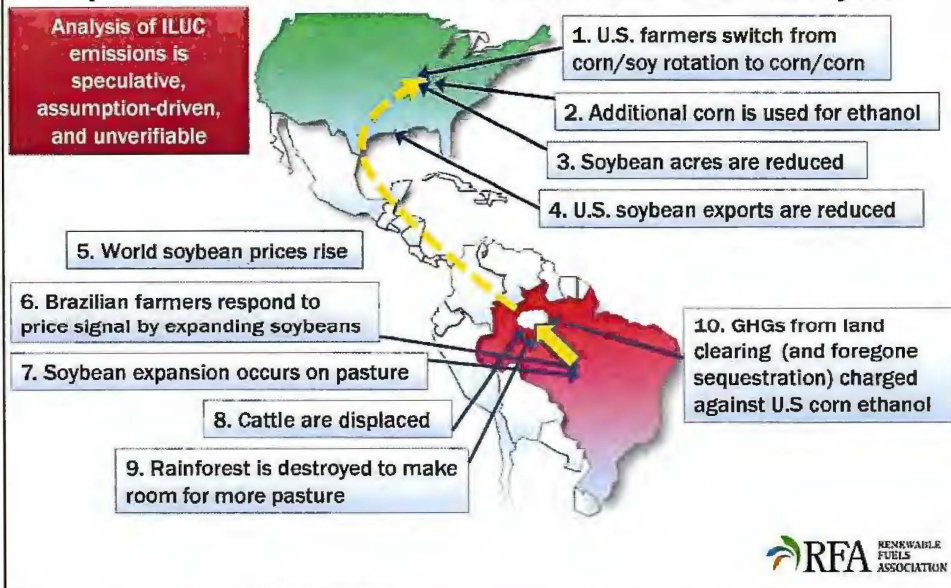 Analysis of ILUC
emissions is
speculative,
assumption-driven,
and unverifiable
1. U.S. farmers switch from
corn/soy rotation to corn/corn
2. Additional corn is used for ethanol
3. Soybean acres are reduced
4. U.S. soybean exports are reduced
5. World soybean prices rise
6. Brazilian farmers respond to
price signal by expanding soybeans
7. Soybean expansion occurs on pasture
8. Cattle are displaced
9. Rainforest is destroyed to make
room for more pasture
10. GHGs from land
clearing (and foregone
sequestration) charged
against U.S corn ethanol
RFA
RENEWABLE
FUELS
ASSOCIATION